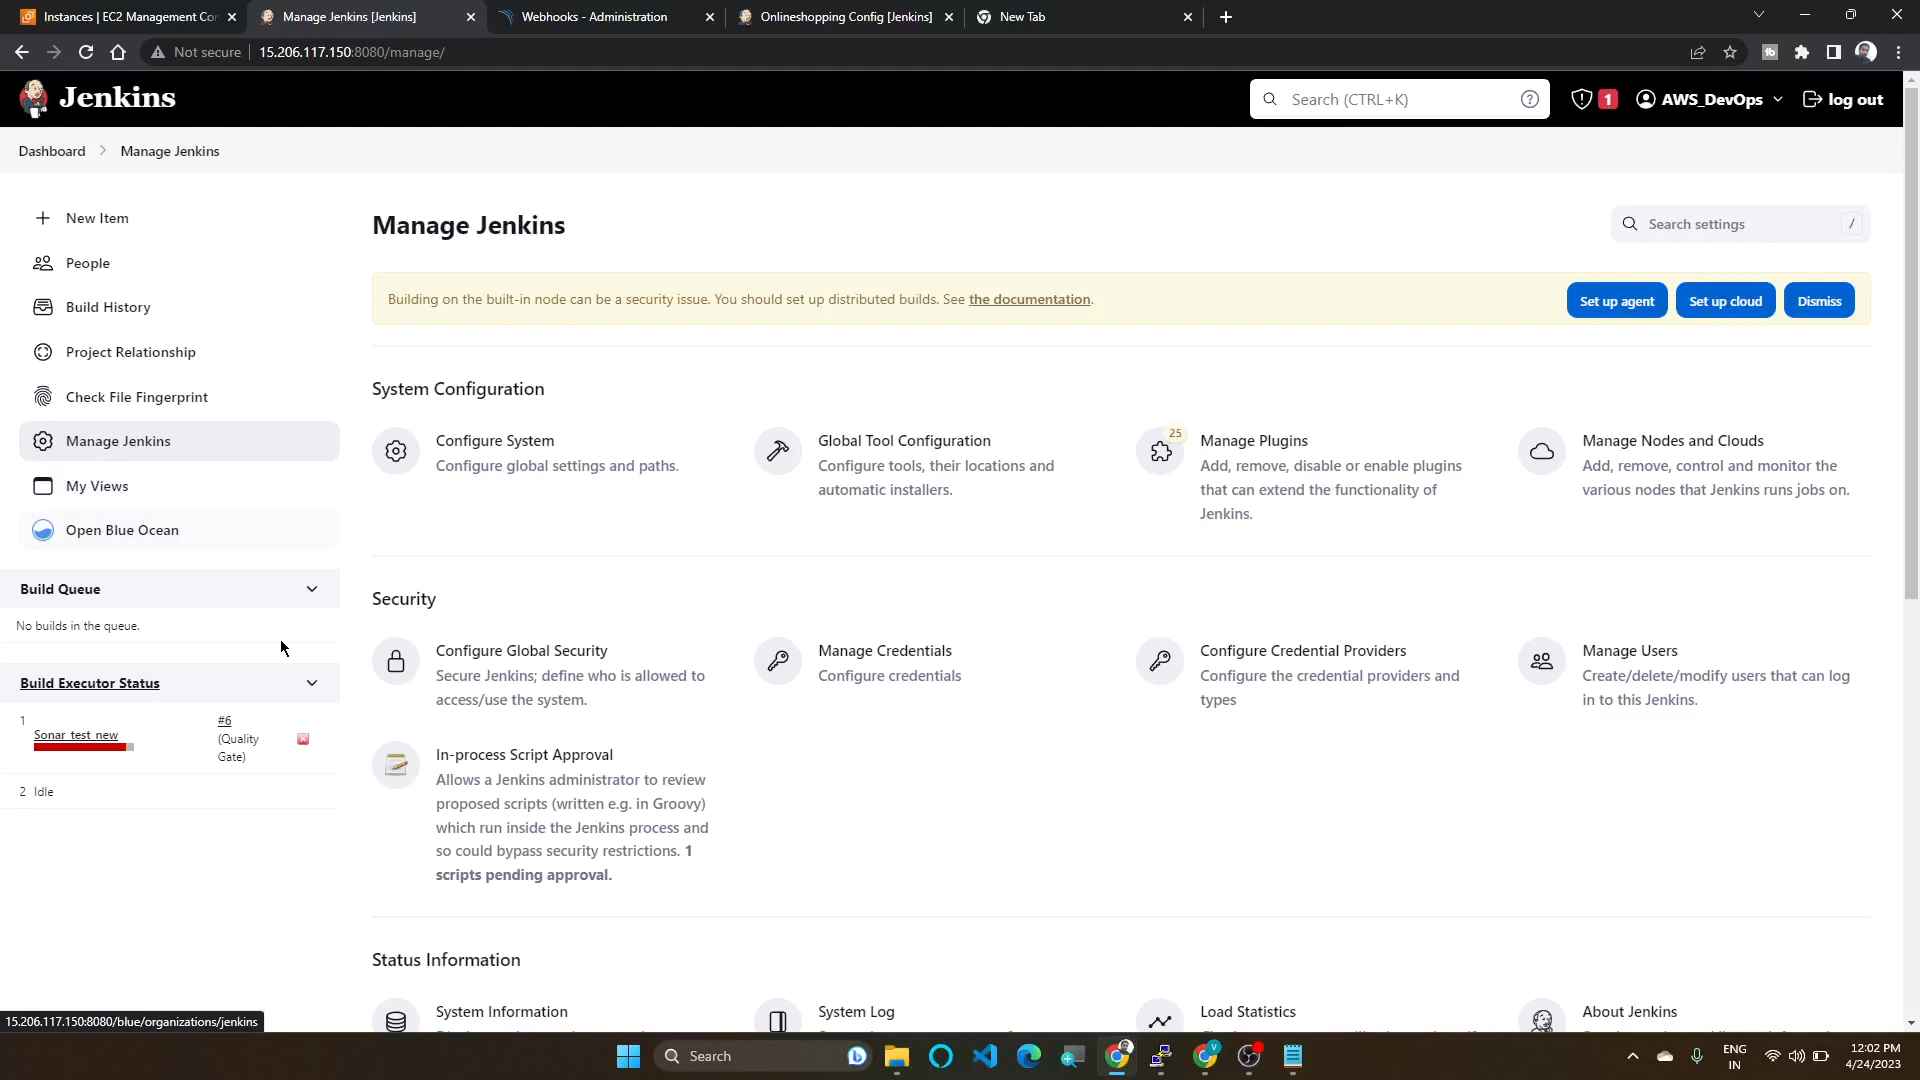 Instances | EC2 Management Cor
Manage Jenkins [Jenkins]
Webhooks - Administration
Onlineshopping Config [Jenkins]
New Tab
Not secure
15.206.117.150:8080/manage/
Jenkins
Search (CTRL+K)
1
AWS_DevOps
log out
Dashboard
Manage Jenkins
New Item
People
Build History
Project Relationship
Check File Fingerprint
Manage Jenkins
My Views
Open Blue Ocean
Build Queue
No builds in the queue.
Build Executor Status
1
Sonar_test_new
#6
(Quality
Gate)
2 Idle
Manage Jenkins
Search settings
/
Building on the built-in node can be a security issue. You should set up distributed builds. See the documentation.
Set up agent
Set up cloud
Dismiss
System Configuration
Configure System
Configure global settings and paths.
Global Tool Configuration
Configure tools, their locations and
automatic installers.
25
Manage Plugins
Add, remove, disable or enable plugins
that can extend the functionality of
Jenkins.
Manage Nodes and Clouds
Add, remove, control and monitor the
various nodes that Jenkins runs jobs on.
Security
Configure Global Security
Secure Jenkins; define who is allowed to
access/use the system.
Manage Credentials
Configure credentials
Configure Credential Providers
Configure the credential providers and
types
Manage Users
Create/delete/modify users that can log
in to this Jenkins.
In-process Script Approval
Allows a Jenkins administrator to review
proposed scripts (written e.g. in Groovy)
which run inside the Jenkins process and
so could bypass security restrictions. 1
scripts pending approval.
Status Information
System Information
System Log
Load Statistics
About Jenkins
15.206.117.150:8080/blue/organizations/jenkins
Search
ENG
IN
12:02 PM
4/24/2023